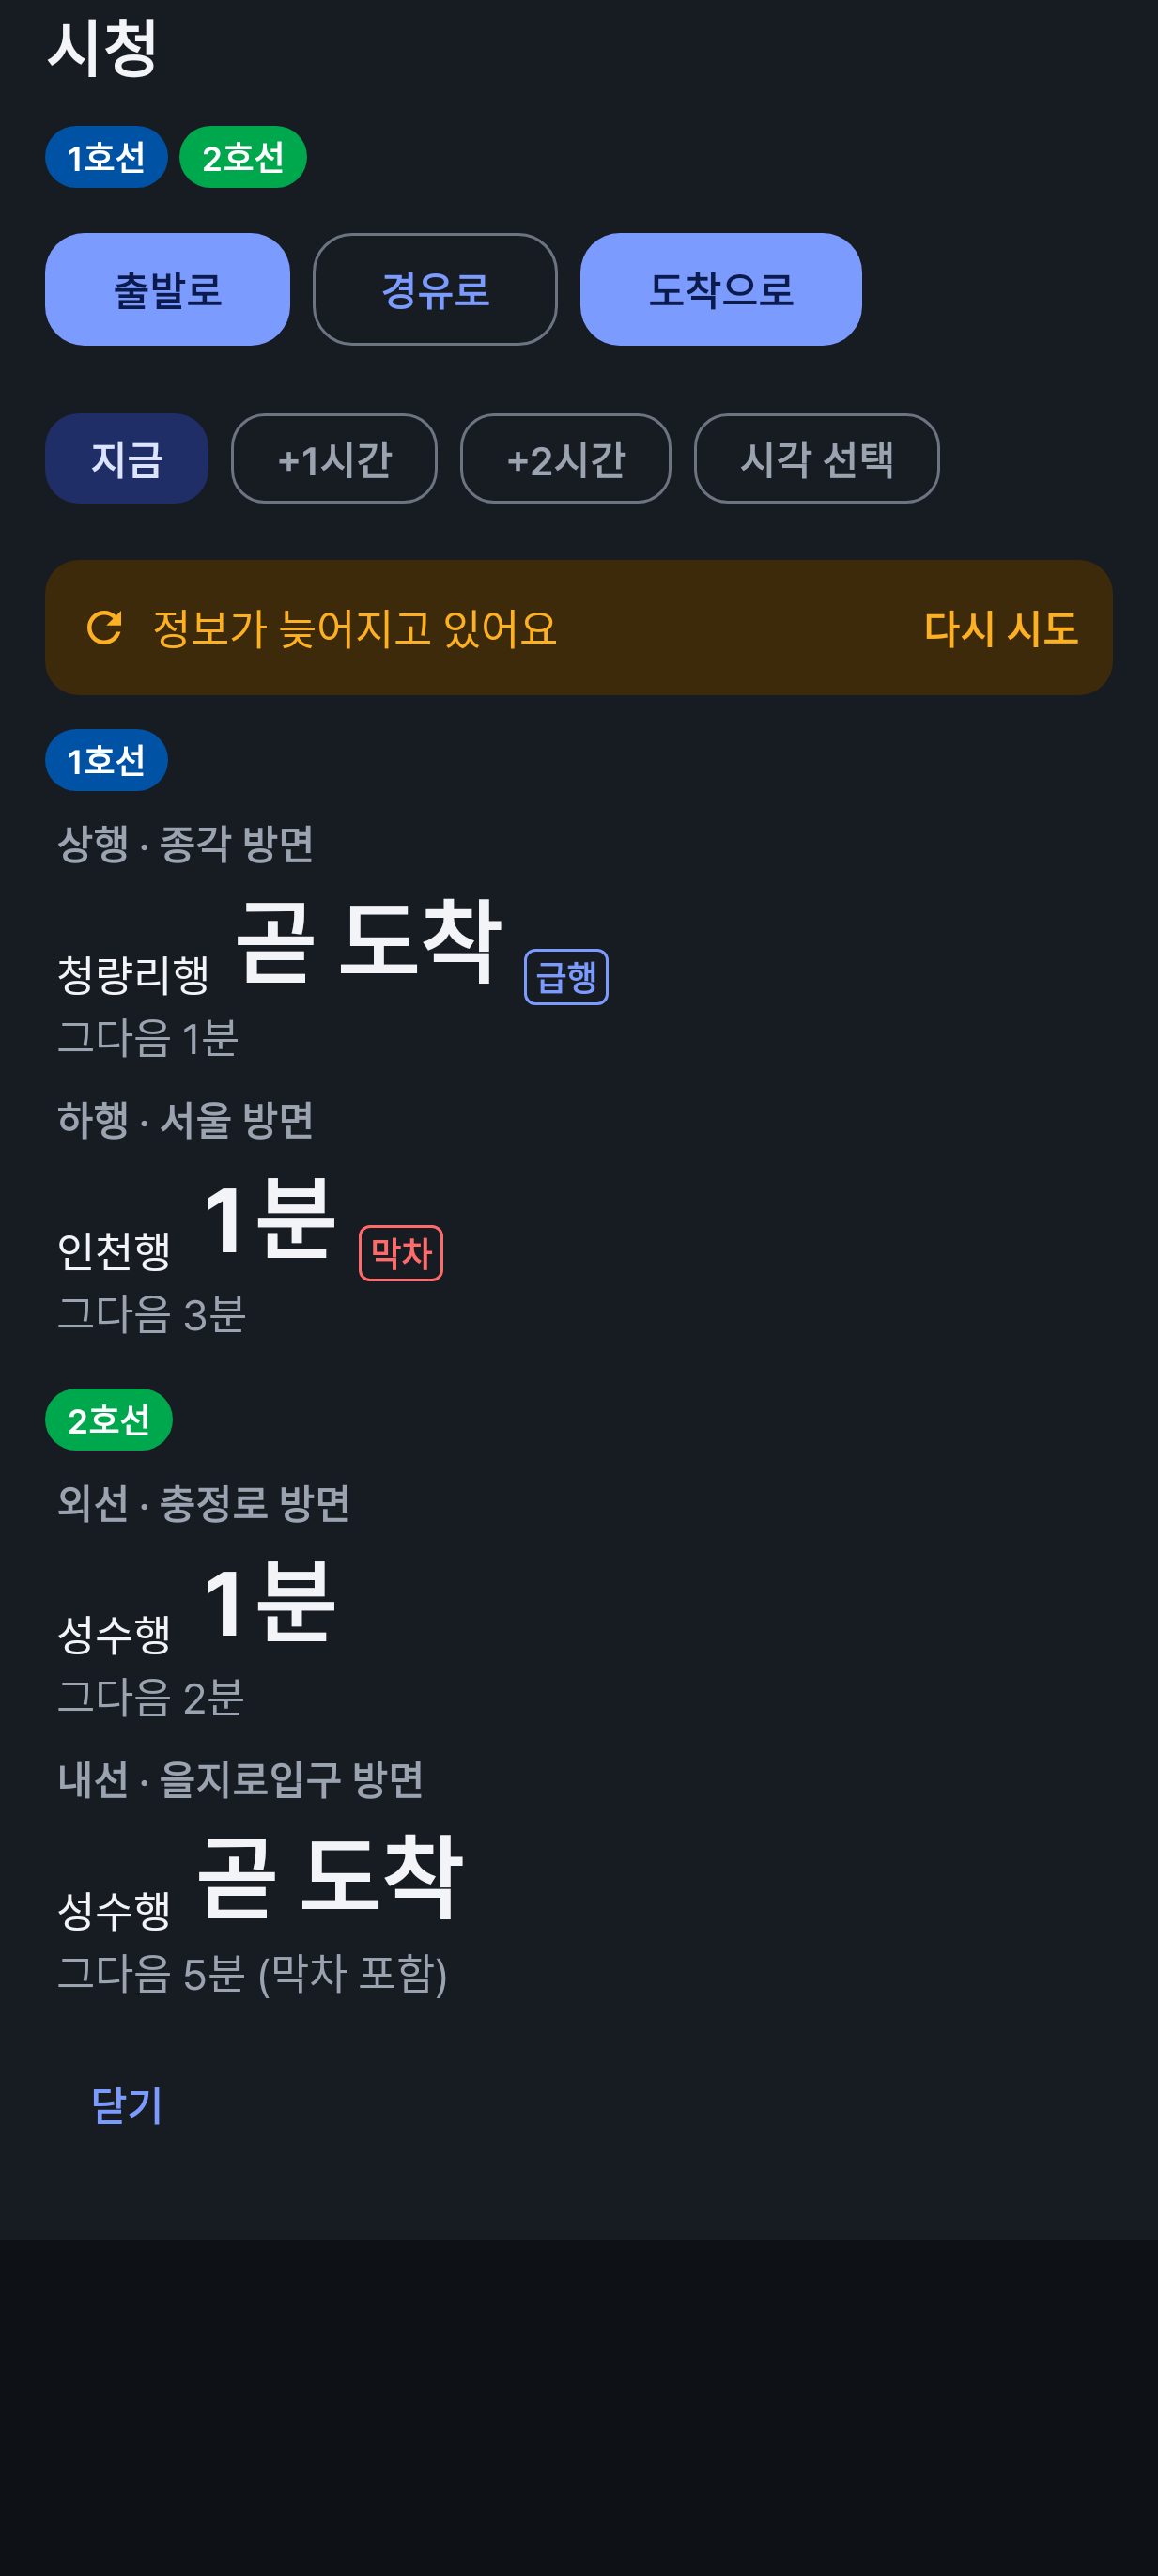 시청
1호선 2호선
출발로 경유로 도착으로
지금 +1시간 +2시간 시각 선택
정보가 늦어지고 있어요 다시 시도
1호선
상행 · 종각 방면
청량리행 곧 도착 급행
그다음 1분
하행 · 서울 방면
인천행 1분 막차
그다음 3분
2호선
외선 · 충정로 방면
성수행 1분
그다음 2분
내선 · 을지로입구 방면
성수행 곧 도착
그다음 5분 (막차 포함)
닫기